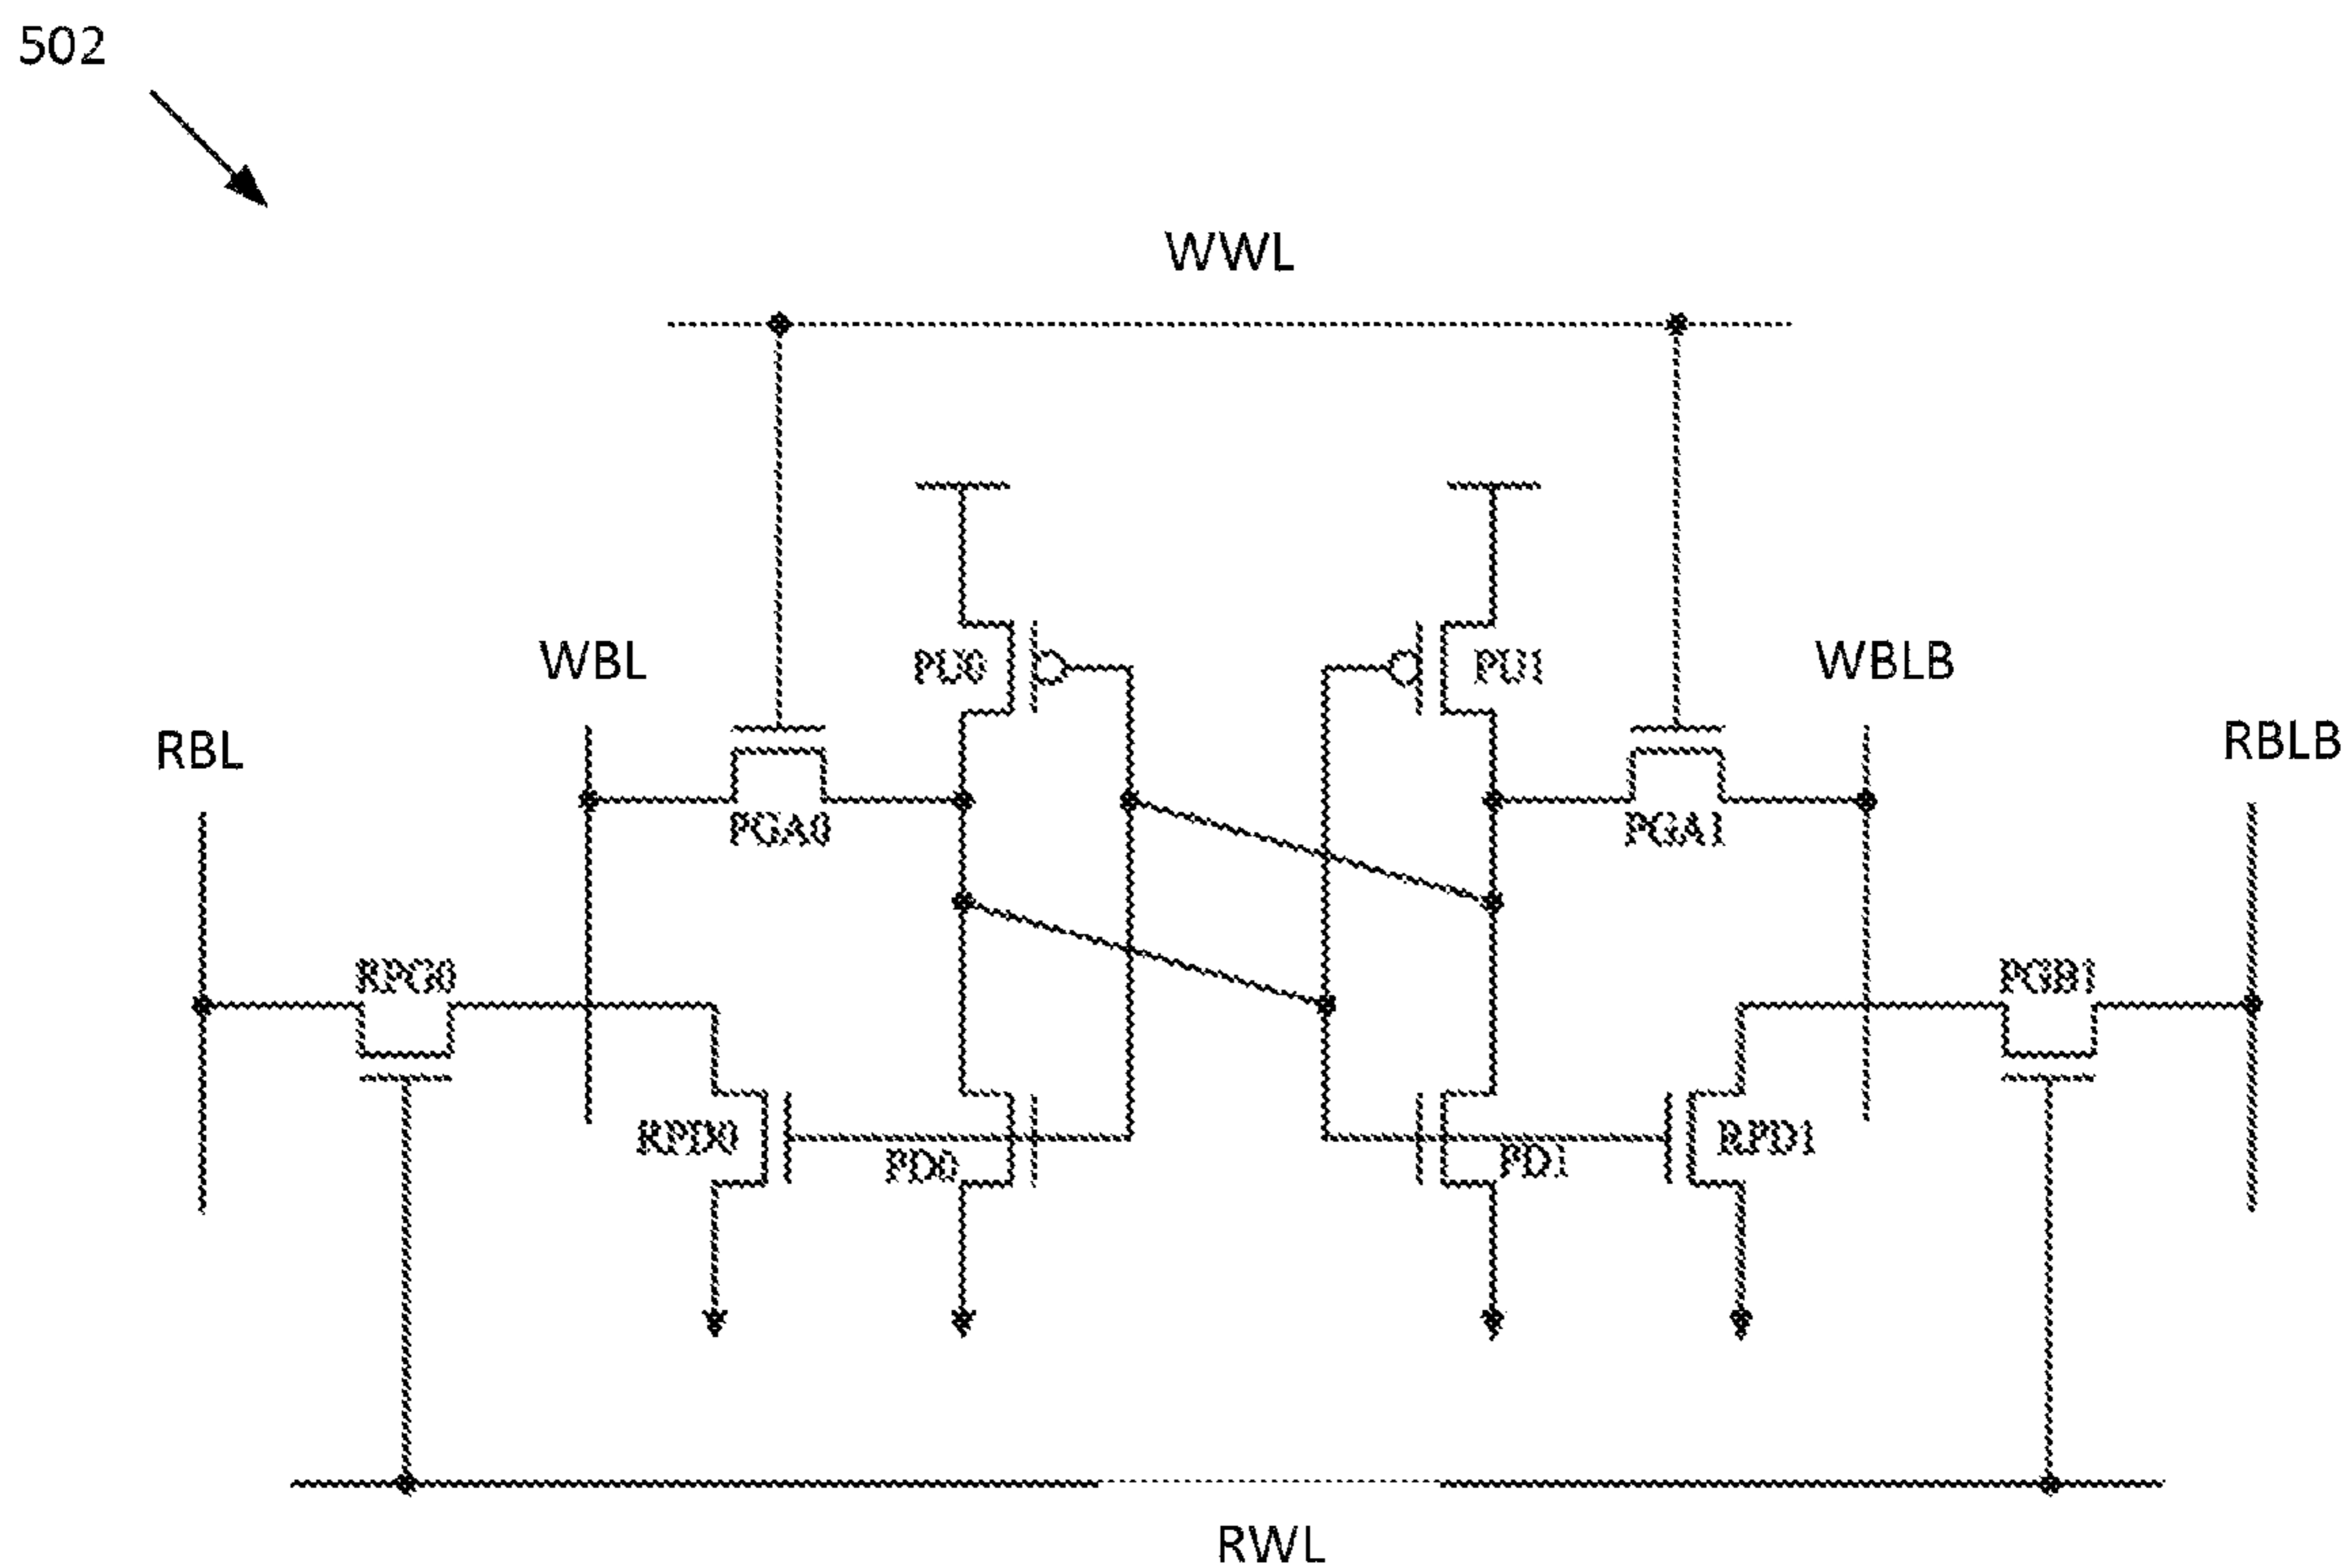 502
WWL
WBL
PU0
PU1
WBLB
RBL
RBLB
PGA0
PGA1
RPG0
PGB1
RPD0
PD0
PD1
RPD1
RWL